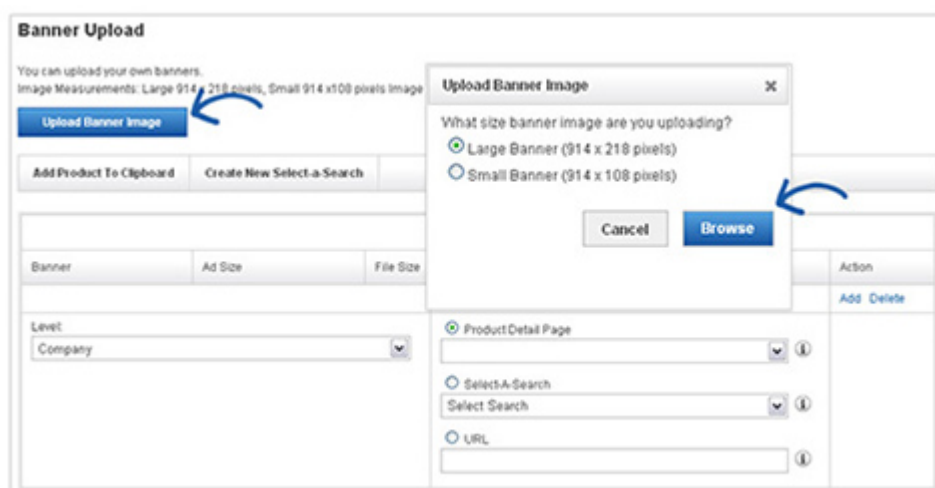 Banner Upload
You can upload your own banners.
Image Measurements: Large 914 x 218 pixels, Small 914 x108 pixels Image
Upload Banner Image
Add Product To Clipboard Create New Select-a-Search
Banner Ad Size File Size Action
Add Delete
Level:
Company
Upload Banner Image x
What size banner image are you uploading?
Large Banner (914 x 218 pixels)
Small Banner (914 x 108 pixels)
Cancel Browse
Product Detail Page
Select-A-Search
Select Search
URL